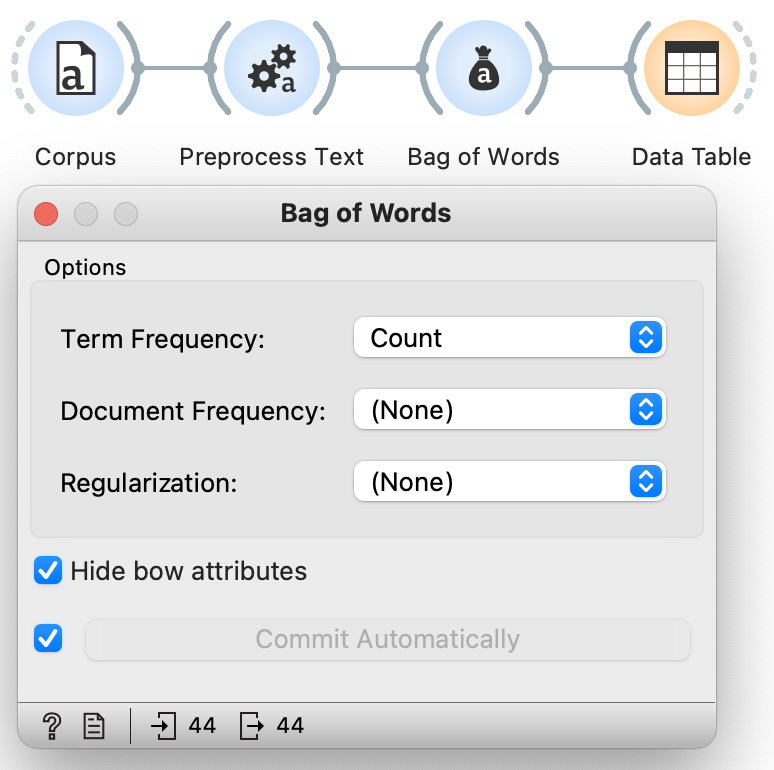 a
a
a
Corpus
Preprocess Text
Bag of Words
Data Table
Bag of Words
Options
Term Frequency: Count
Document Frequency: (None)
Regularization: (None)
Hide bow attributes
Commit Automatically
? 44 44